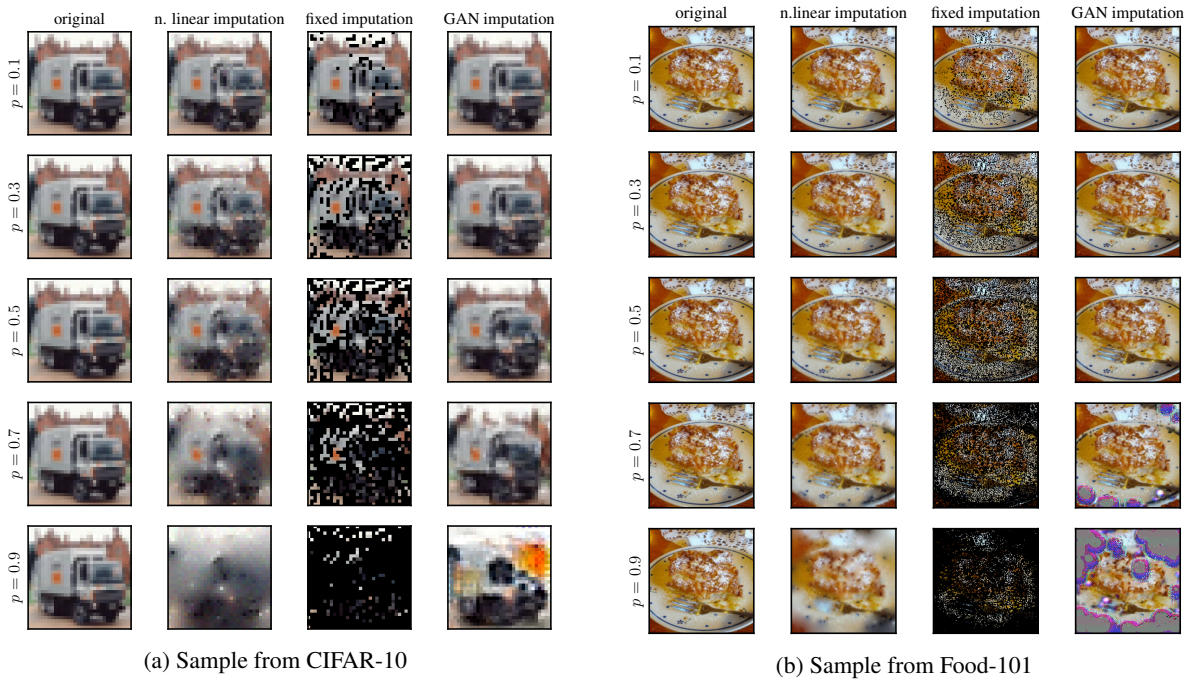 original n. linear imputation fixed imputation GAN imputation
p = 0.1
p = 0.3
p = 0.5
p = 0.7
p = 0.9
(a) Sample from CIFAR-10
original n.linear imputation fixed imputation GAN imputation
p = 0.1
p = 0.3
p = 0.5
p = 0.7
p = 0.9
(b) Sample from Food-101